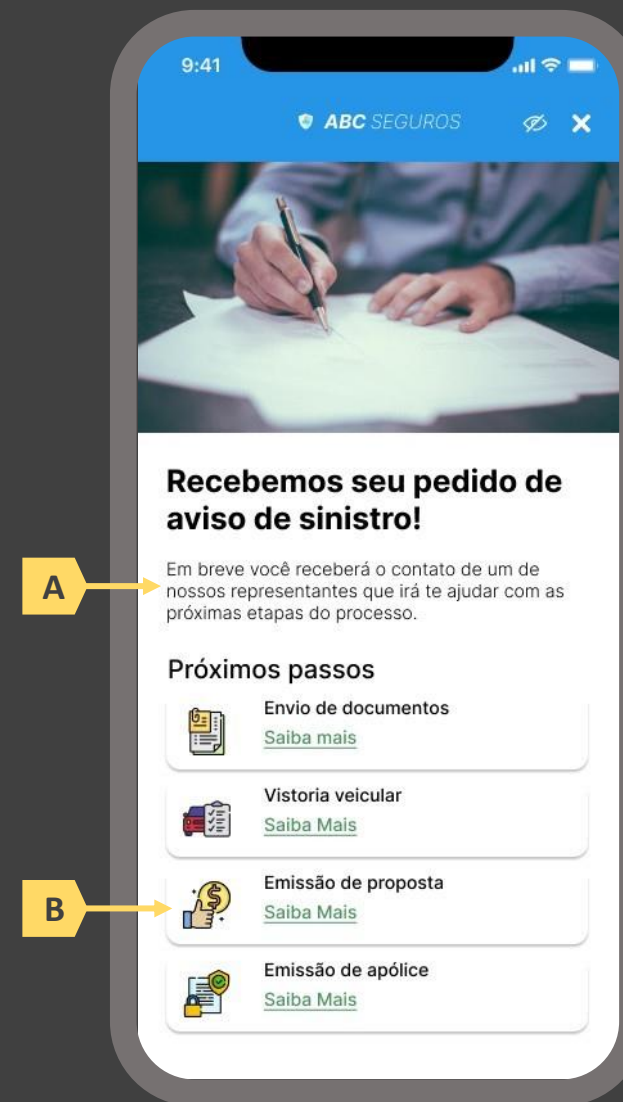 9:41
ABC SEGUROS
Recebemos seu pedido de
aviso de sinistro!
A
Em breve você receberá o contato de um de
nossos representantes que irá te ajudar com as
próximas etapas do processo.
Próximos passos
Envio de documentos
Saiba mais
Vistoria veicular
Saiba Mais
B
Emissão de proposta
Saiba Mais
Emissão de apólice
Saiba Mais